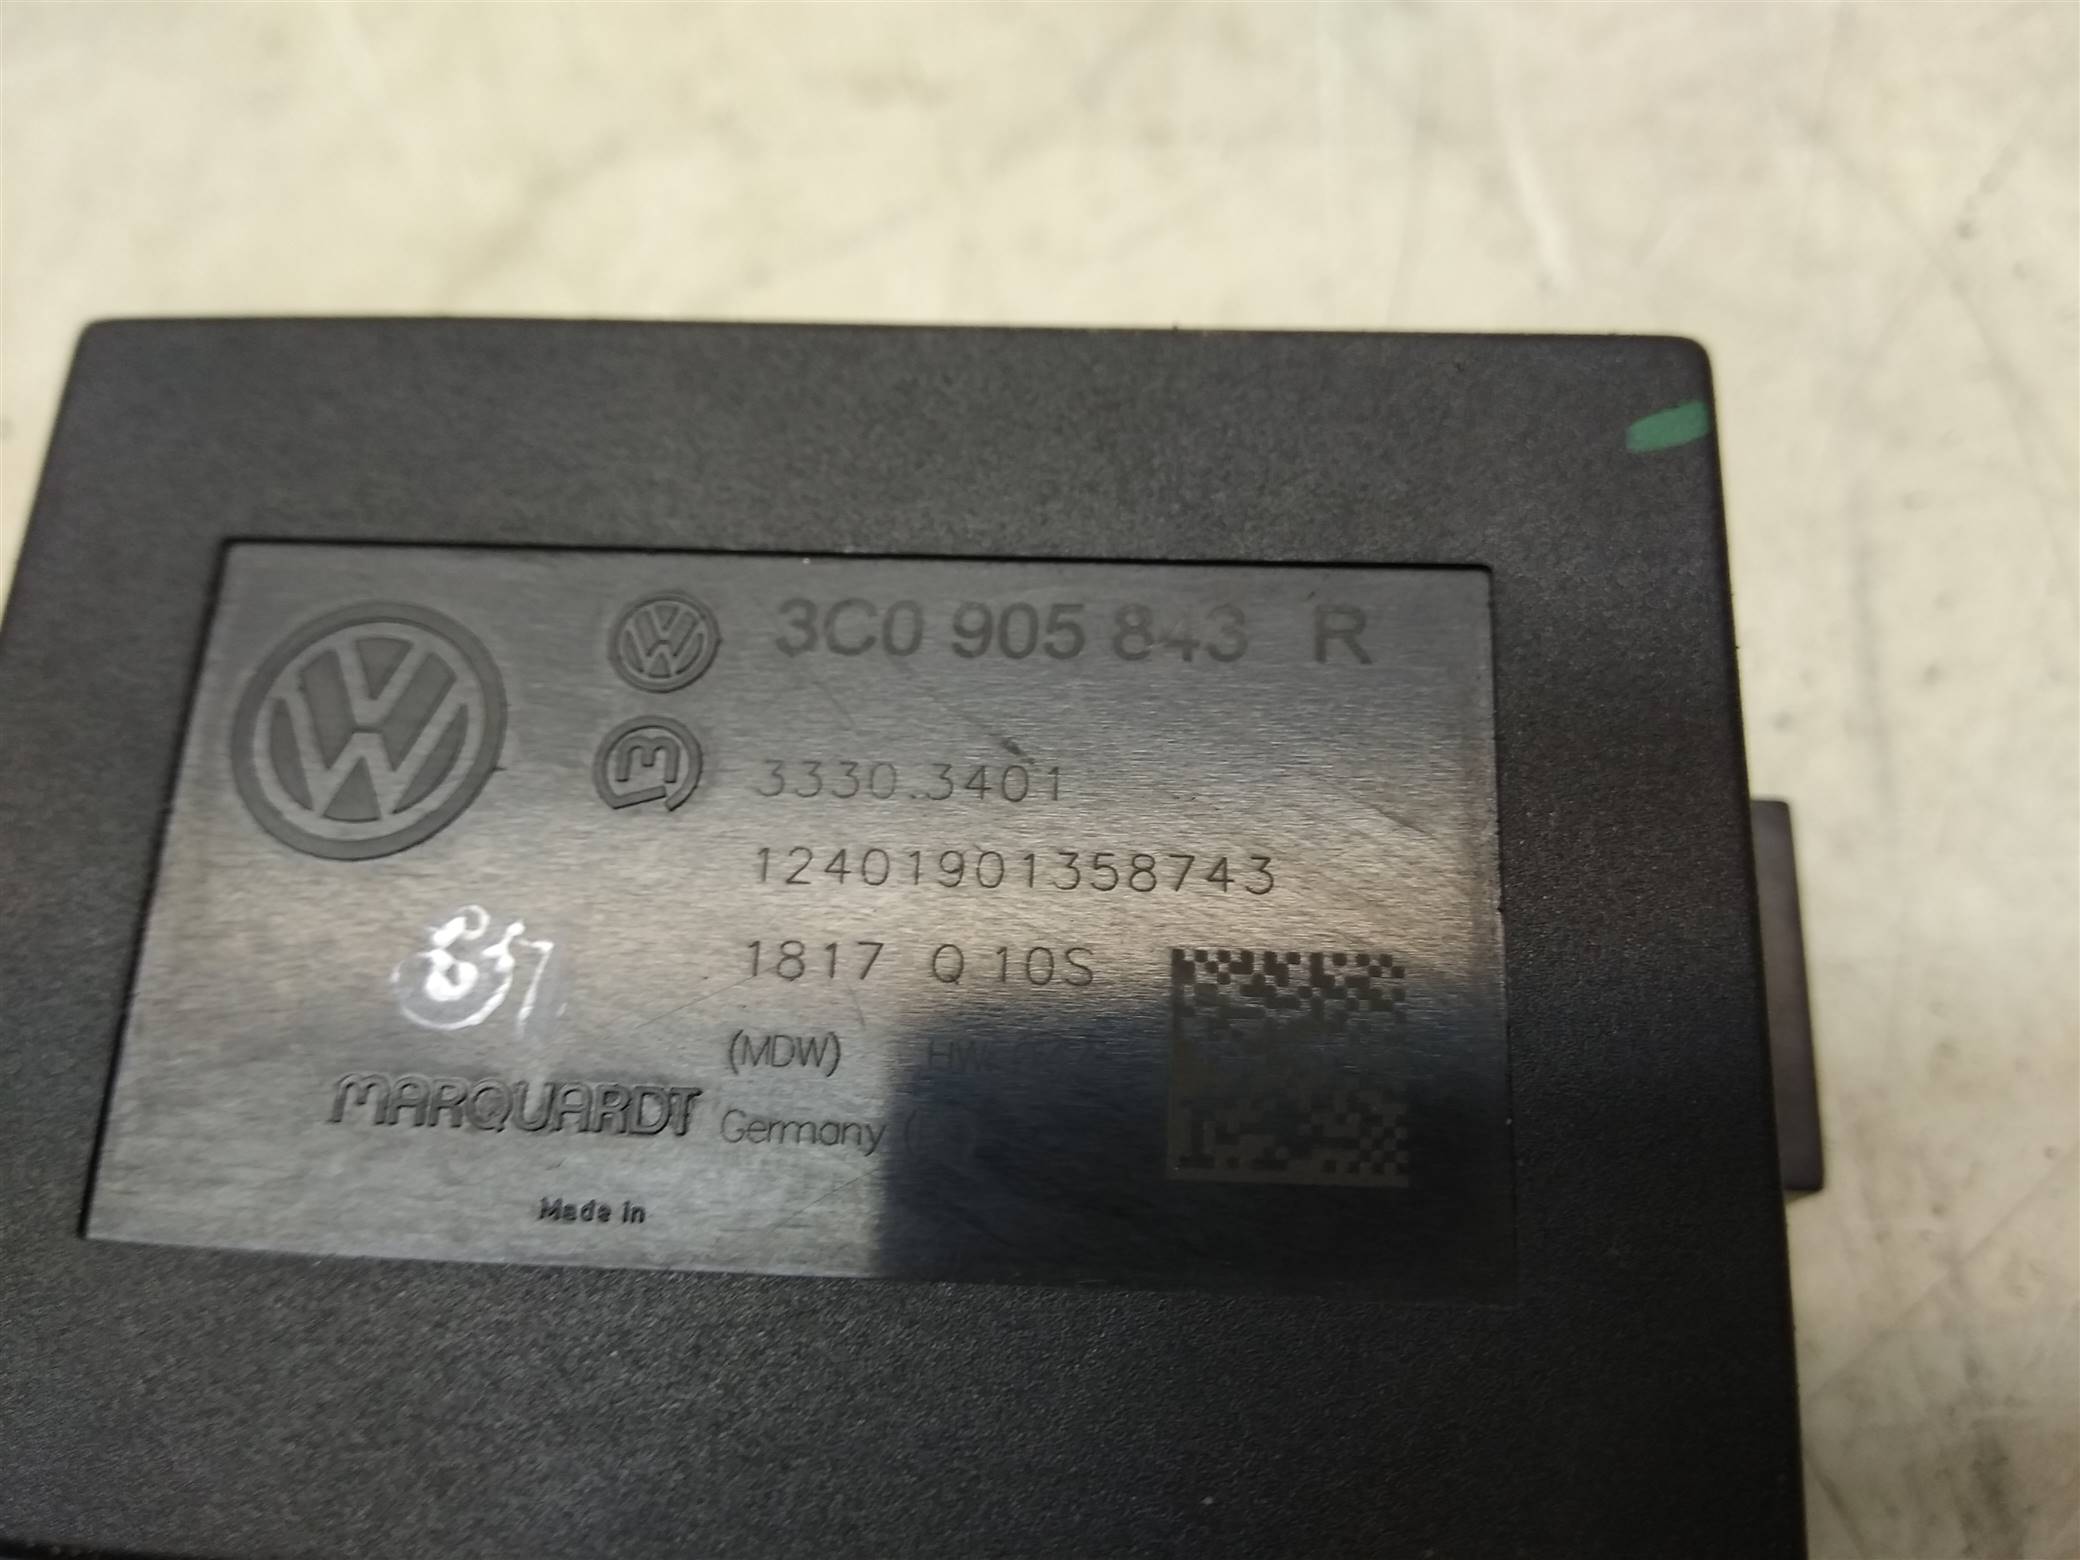 3C0 905 843 R
3330.3401
12401901358743
1817 Q 10S
(MDW)
MARQUARDT
Germany
Made in